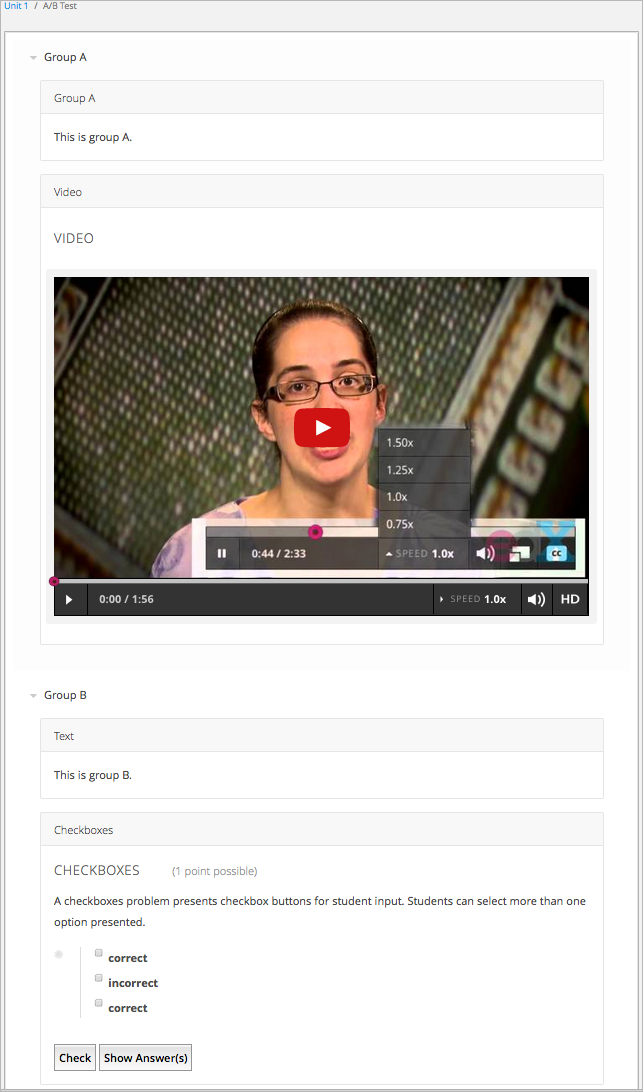 Unit 1 / A/B Test
Group A
Group A
This is group A.
Video
VIDEO
1.50x
1.25x
1.0x
0.75x
0:44 / 2:33
SPEED 1.0x
cc
0:00 / 1:56
SPEED 1.0x
HD
Group B
Text
This is group B.
Checkboxes
CHECKBOXES (1 point possible)
A checkboxes problem presents checkbox buttons for student input. Students can select more than one
option presented.
correct
incorrect
correct
Check Show Answer(s)